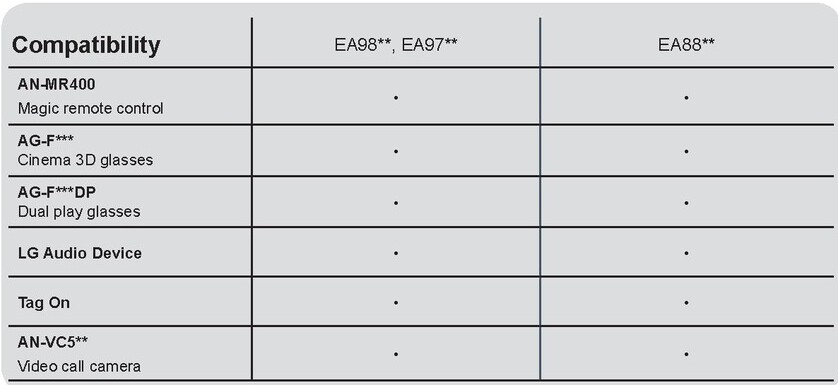 Compatibility EA98**, EA97** EA88**
AN-MR400
Magic remote control • •
AG-F***
Cinema 3D glasses • •
AG-F***DP
Dual play glasses • •
LG Audio Device • •
Tag On • •
AN-VC5**
Video call camera • •